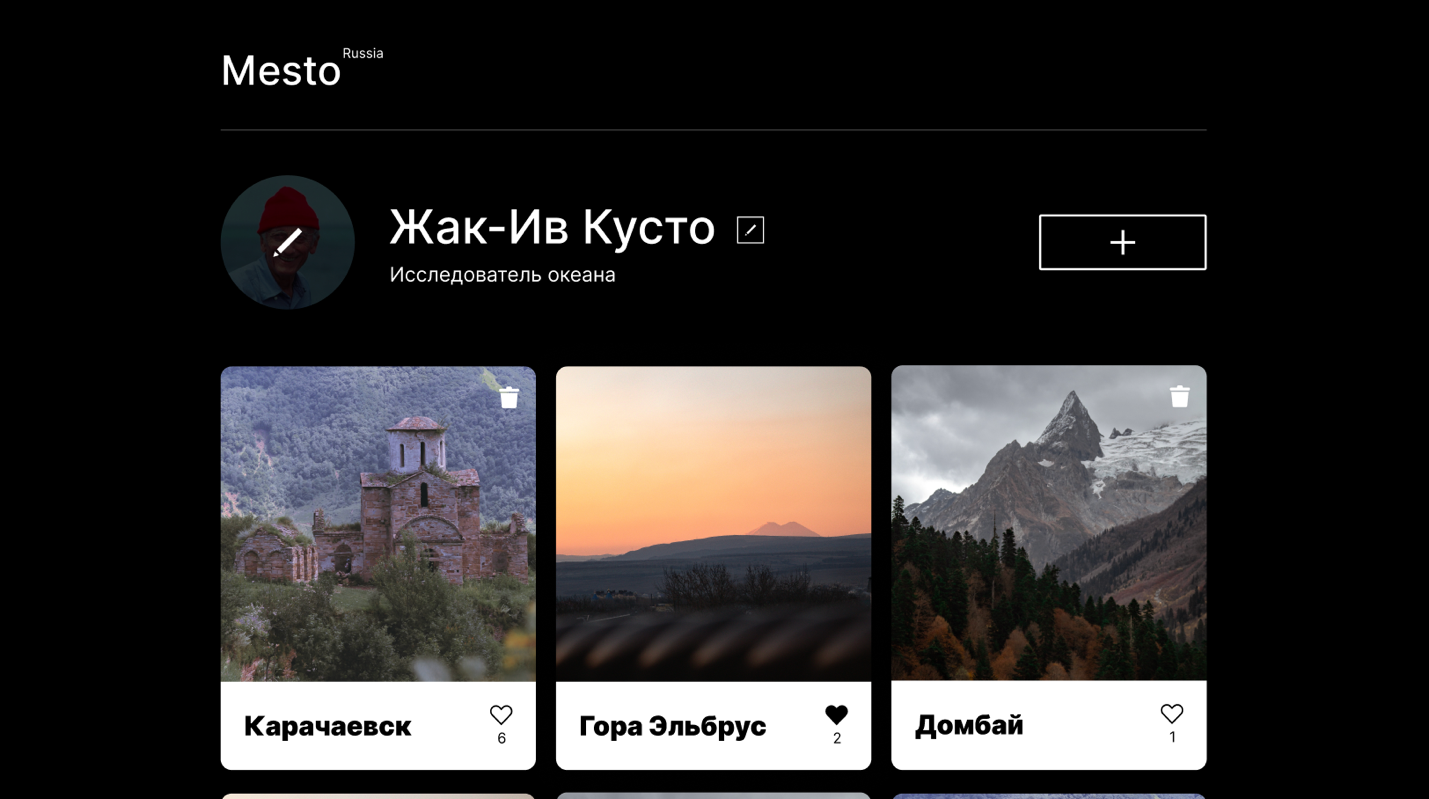 Mesto Russia
Жак-Ив Кусто
Исследователь океана
Карачаевск
6
Гора Эльбрус
2
Домбай
1